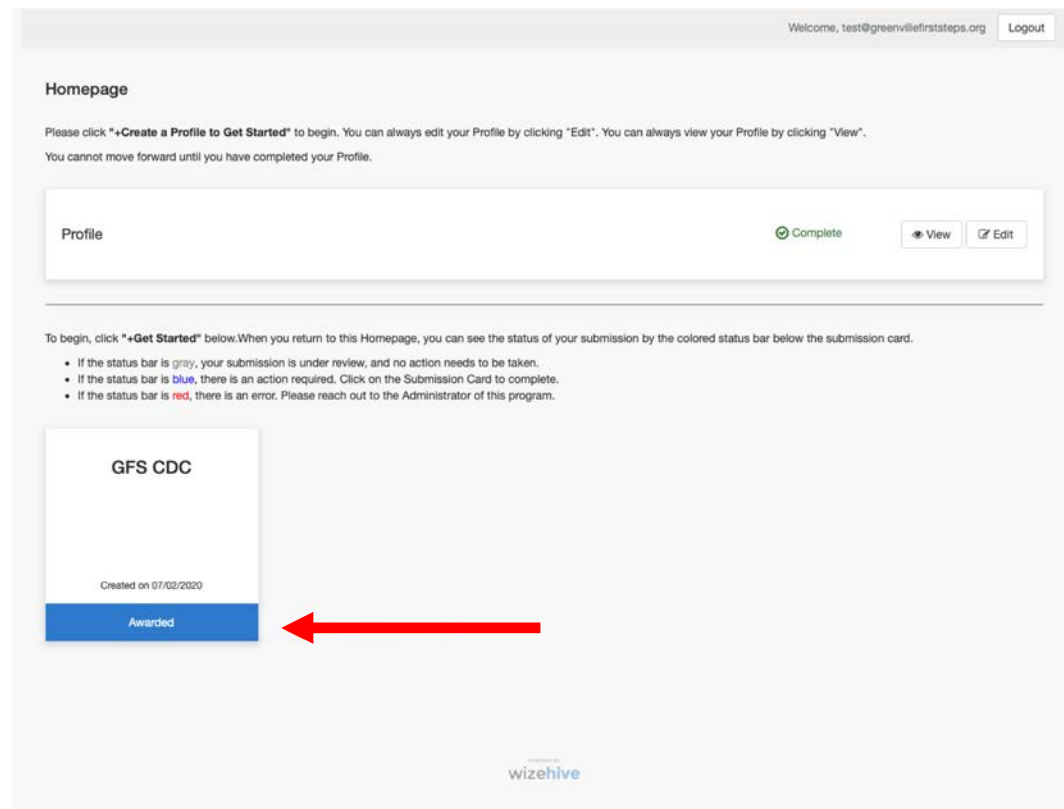 Welcome, test@greenvillefirststeps.org Logout
Homepage
Please click "+Create a Profile to Get Started" to begin. You can always edit your Profile by clicking "Edit". You can always view your Profile by clicking "View".
You cannot move forward until you have completed your Profile.
Profile Complete View Edit
To begin, click "+Get Started" below.When you return to this Homepage, you can see the status of your submission by the colored status bar below the submission card.
• If the status bar is gray, your submission is under review, and no action needs to be taken.
• If the status bar is blue, there is an action required. Click on the Submission Card to complete.
• If the status bar is red, there is an error. Please reach out to the Administrator of this program.
GFS CDC
Created on 07/02/2020
Awarded
POWERED BY
wizehive